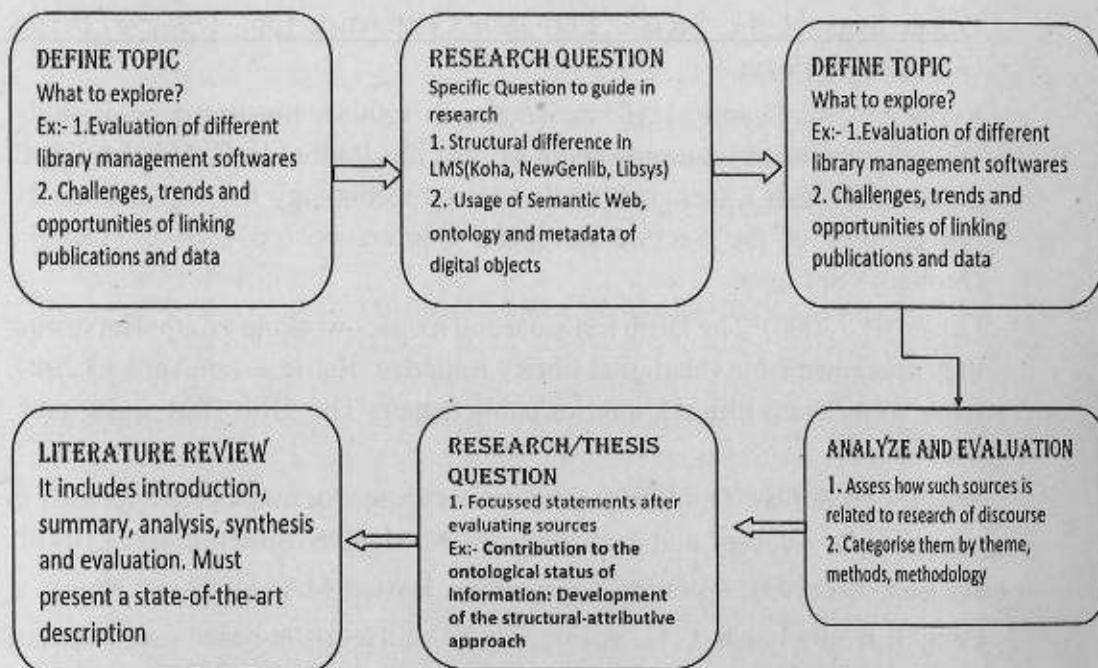 DEFINE TOPIC
What to explore?
Ex:- 1.Evaluation of different
library management softwares
2. Challenges, trends and
opportunities of linking
publications and data
RESEARCH QUESTION
Specific Question to guide in
research
1. Structural difference in
LMS(Koha, NewGenlib, Libsys)
2. Usage of Semantic Web,
ontology and metadata of
digital objects
DEFINE TOPIC
What to explore?
Ex:- 1.Evaluation of different
library management softwares
2. Challenges, trends and
opportunities of linking
publications and data
ANALYZE AND EVALUATION
1. Assess how such sources is
related to research of discourse
2. Categorise them by theme,
methods, methodology
RESEARCH/THESIS
QUESTION
1. Focussed statements after
evaluating sources
Ex:- Contribution to the
ontological status of
Information: Development
of the structural-attributive
approach
LITERATURE REVIEW
It includes introduction,
summary, analysis, synthesis
and evaluation. Must
present a state-of-the-art
description